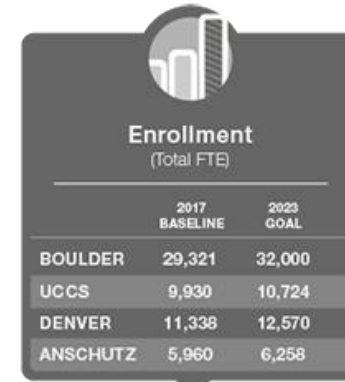 Enrollment
(Total FTE)
2017 2023
BASELINE GOAL
BOULDER 29,321 32,000
UCCS 9,930 10,724
DENVER 11,338 12,570
ANSCHUTZ 5,960 6,258